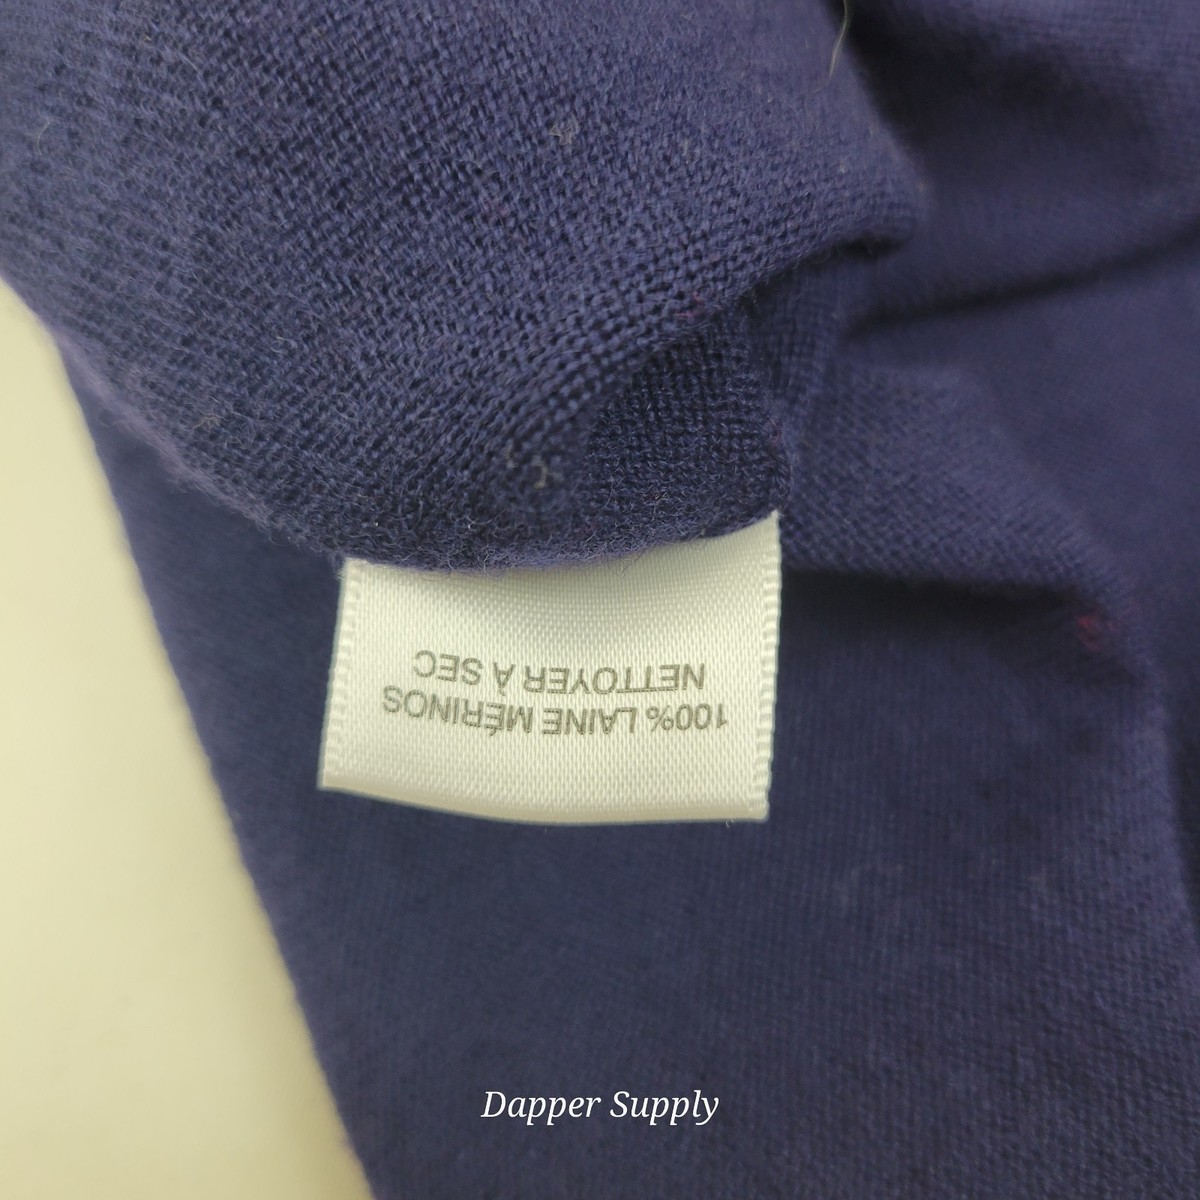 100% LAINE MÉRINOS
NETTOYER À SEC
Dapper Supply